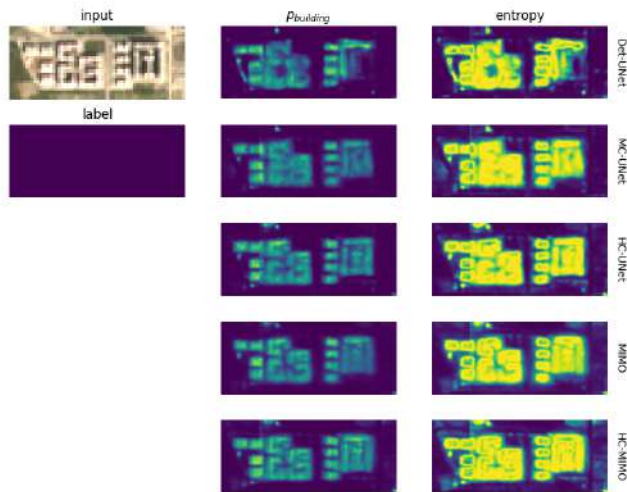 input
p_building
entropy
Det-UNet
label
MC-UNet
HC-UNet
MIMO
HC-MIMO